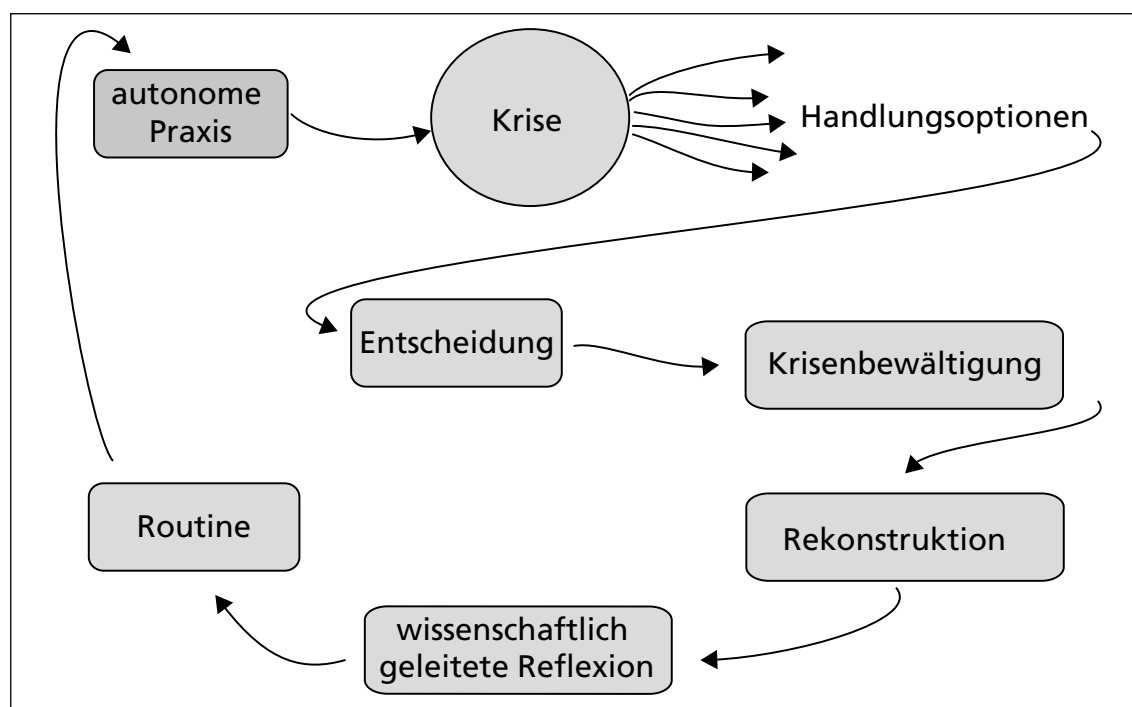 autonome
Praxis
Krise
Handlungsoptionen
Entscheidung
Krisenbewältigung
Routine
Rekonstruktion
wissenschaftlich
geleitete Reflexion